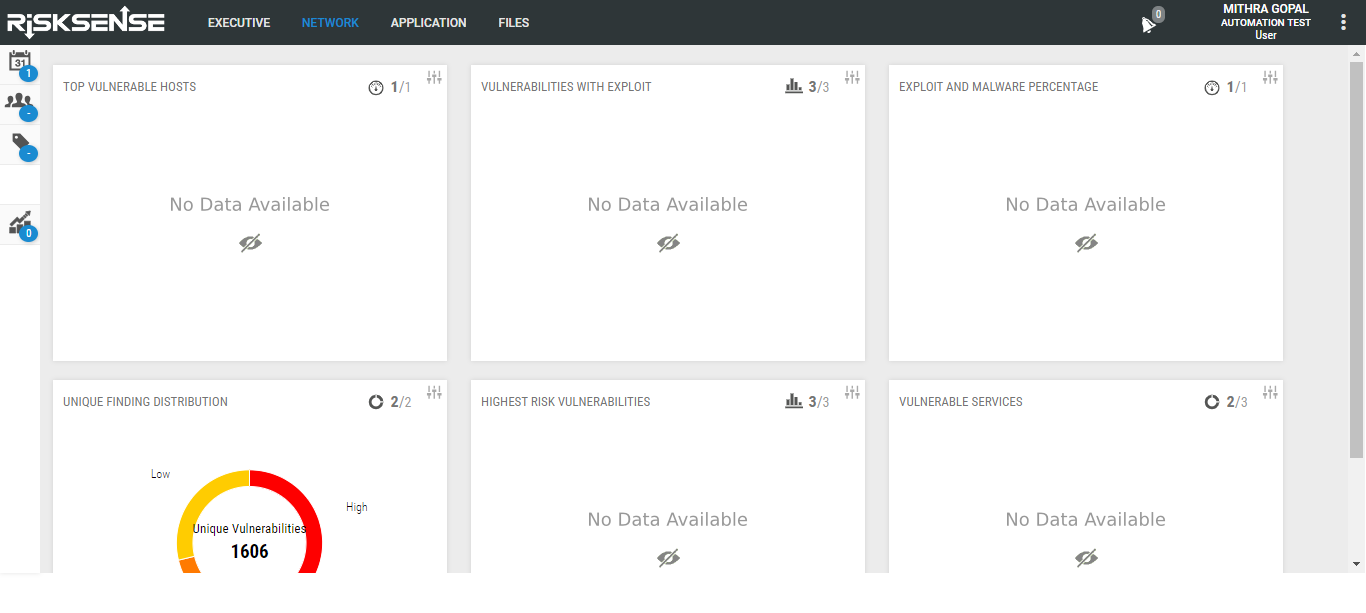 RiSKSENSE
EXECUTIVE
NETWORK
APPLICATION
FILES
0
MITHRA GOPAL
AUTOMATION TEST
User
31
1
-
-
0
TOP VULNERABLE HOSTS
1/1
No Data Available
VULNERABILITIES WITH EXPLOIT
3/3
No Data Available
EXPLOIT AND MALWARE PERCENTAGE
1/1
No Data Available
UNIQUE FINDING DISTRIBUTION
2/2
Low
High
Unique Vulnerabilities
1606
HIGHEST RISK VULNERABILITIES
3/3
No Data Available
VULNERABLE SERVICES
2/3
No Data Available